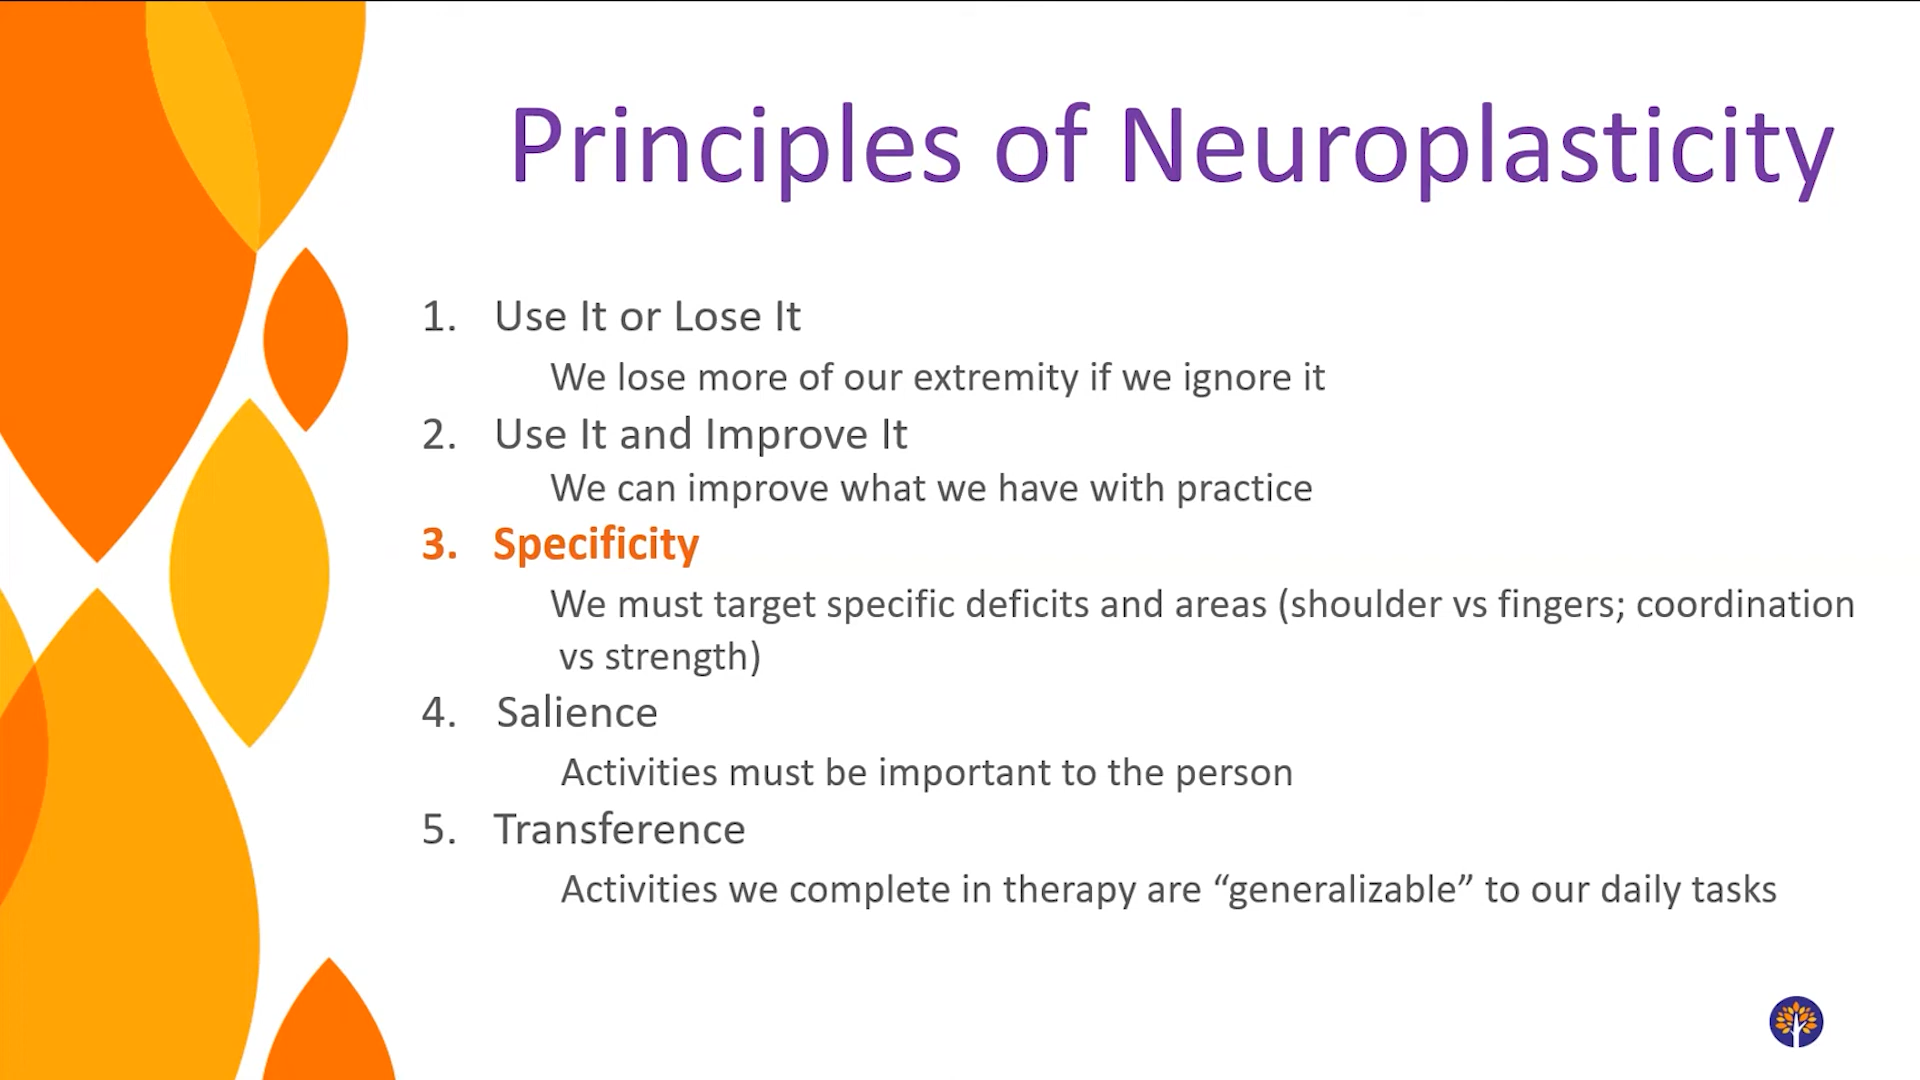 Principles of Neuroplasticity
1. Use It or Lose It
We lose more of our extremity if we ignore it
2. Use It and Improve It
We can improve what we have with practice
3. Specificity
We must target specific deficits and areas (shoulder vs fingers; coordination
vs strength)
4. Salience
Activities must be important to the person
5. Transference
Activities we complete in therapy are “generalizable” to our daily tasks